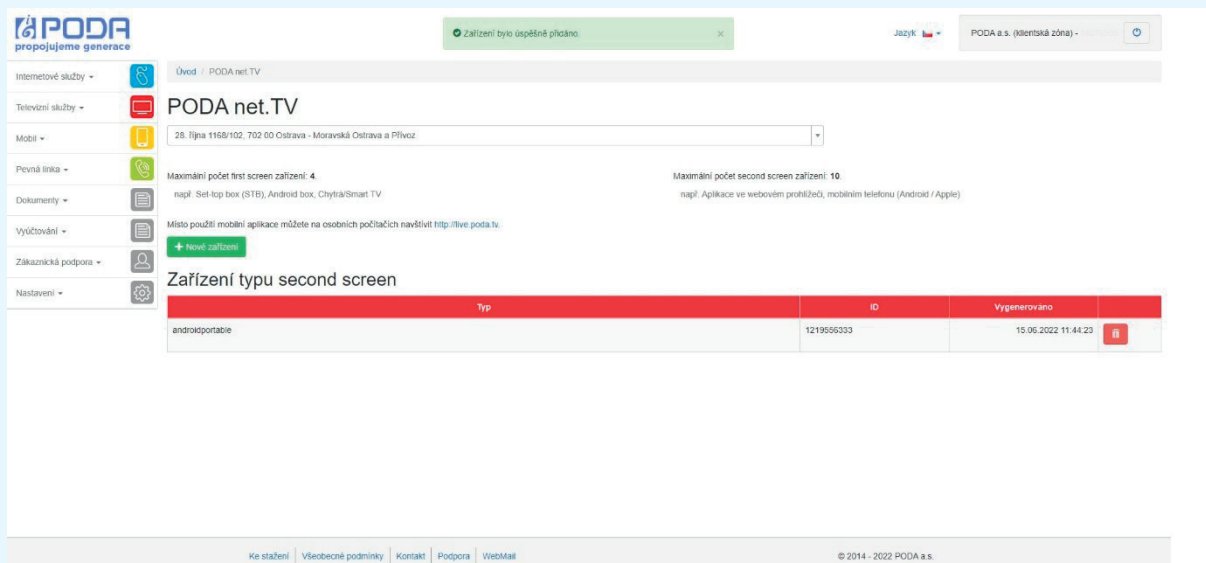 PODA
propojujeme generace
Zařízení bylo úspěšně přidáno.
×
Jazyk
PODA a.s. (klientská zóna) -
Internetové služby
Televizní služby
Mobil
Pevná linka
Dokumenty
Vyúčtování
Zákaznická podpora
Nastavení
Úvod / PODA net.TV
PODA net.TV
28. října 1168/102, 702 00 Ostrava - Moravská Ostrava a Přívoz
Maximální počet first screen zařízení: 4.
např. Set-top box (STB), Android box, Chytrá/Smart TV
Maximální počet second screen zařízení: 10.
např. Aplikace ve webovém prohlížeči, mobilním telefonu (Android / Apple)
Místo použití mobilní aplikace můžete na osobních počítačích navštívit http://live.poda.tv.
+ Nové zařízení
Zařízení typu second screen
Typ ID Vygenerováno
androidportable 1219556333 15.06.2022 11:44:23
Ke stažení | Všeobecné podmínky | Kontakt | Podpora | WebMail
© 2014 - 2022 PODA a.s.